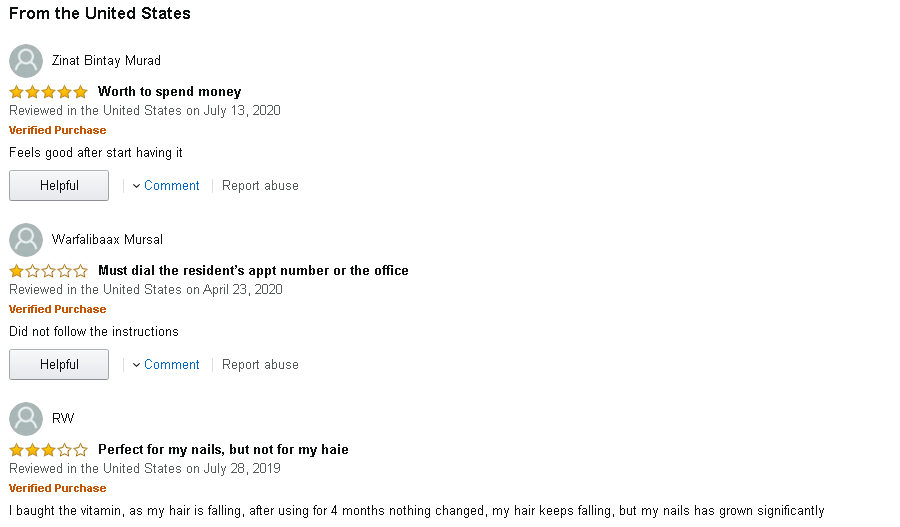 From the United States
Zinat Bintay Murad
Worth to spend money
Reviewed in the United States on July 13, 2020
Verified Purchase
Feels good after start having it
Helpful Comment Report abuse
Warfalibaax Mursal
Must dial the resident’s appt number or the office
Reviewed in the United States on April 23, 2020
Verified Purchase
Did not follow the instructions
Helpful Comment Report abuse
RW
Perfect for my nails, but not for my haie
Reviewed in the United States on July 28, 2019
Verified Purchase
I baught the vitamin, as my hair is falling, after using for 4 months nothing changed, my hair keeps falling, but my nails has grown significantly